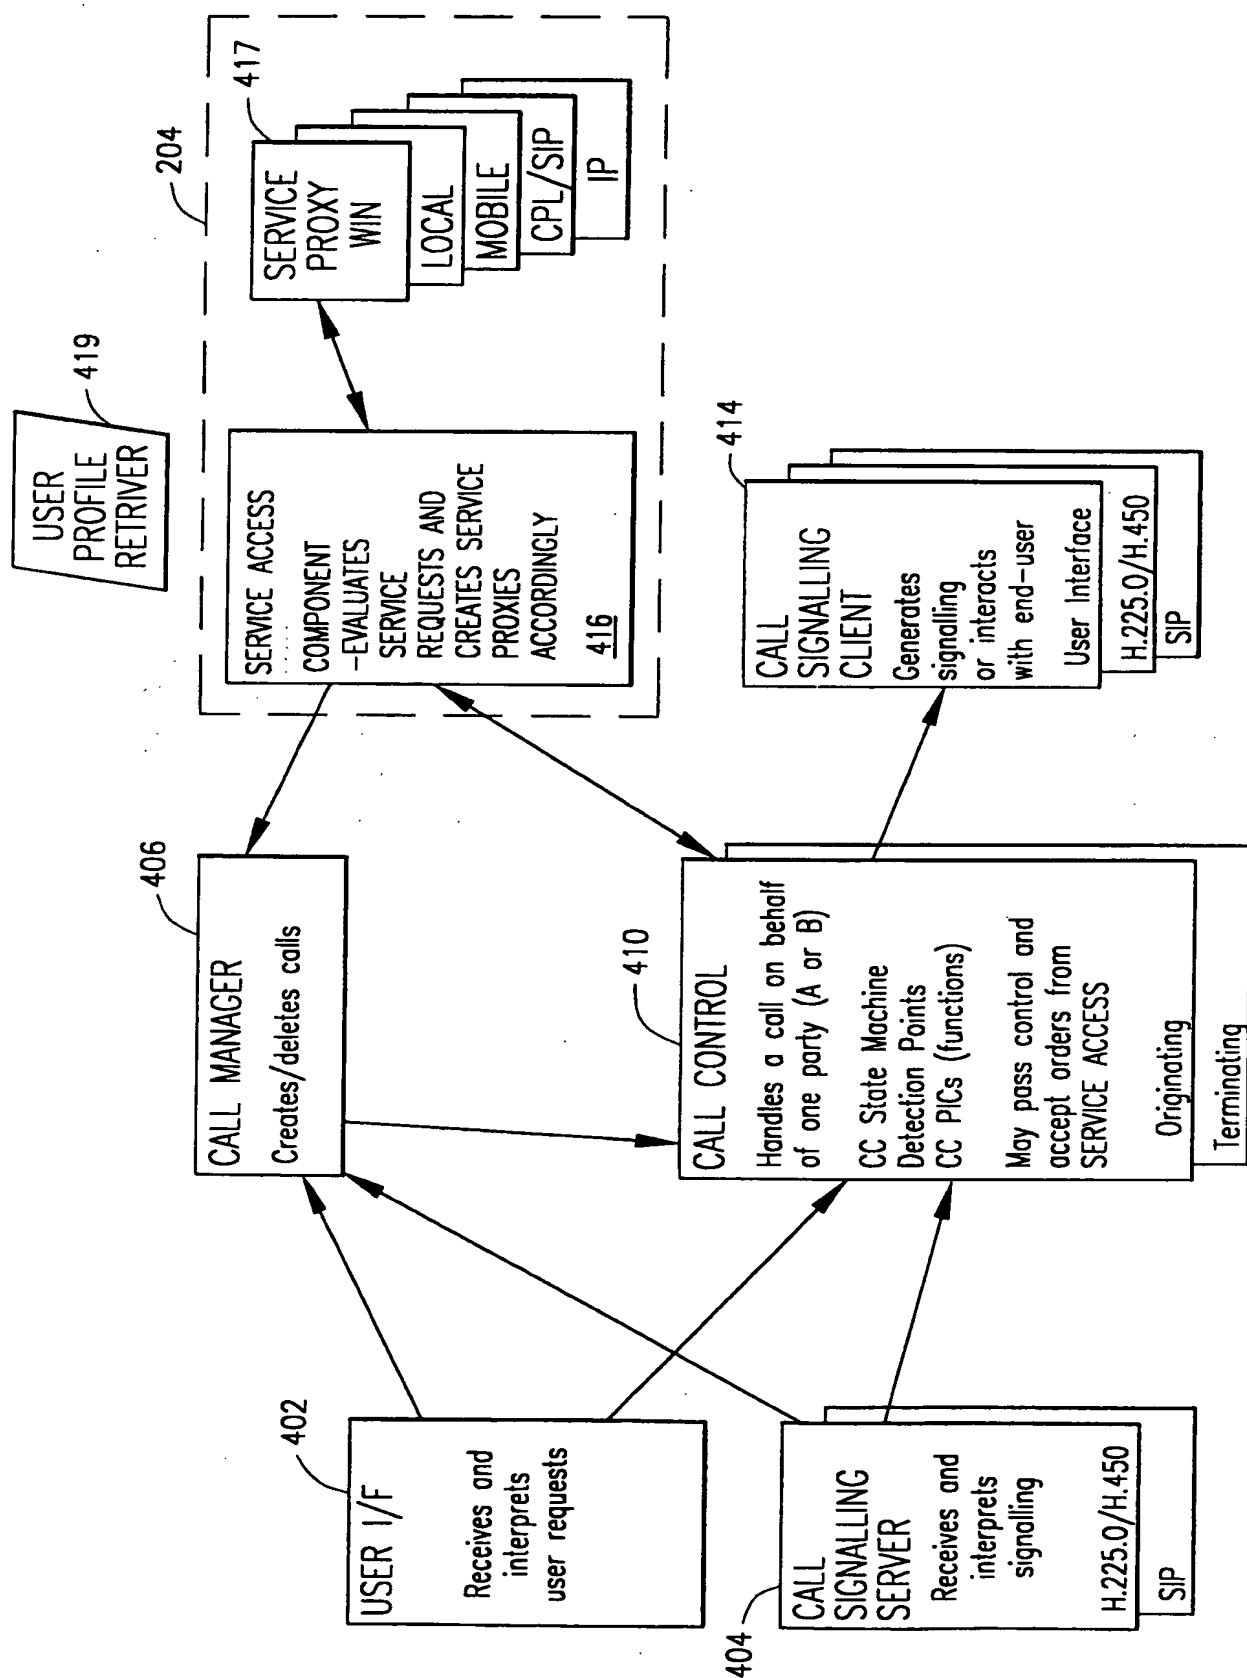 USER
PROFILE
RETRIVER
419
204
417
SERVICE
PROXY
WIN
LOCAL
MOBILE
CPL/SIP
IP
SERVICE ACCESS
COMPONENT
-EVALUATES
SERVICE
REQUESTS AND
CREATES SERVICE
PROXIES
ACCORDINGLY
416
406
CALL MANAGER
Creates/deletes calls
414
CALL
SIGNALLING
CLIENT
Generates
signalling
or interacts
with end-user
User Interface
H.225.0/H.450
SIP
410
CALL CONTROL
Handles a call on behalf
of one party (A or B)
CC State Machine
Detection Points
CC PICs (functions)
May pass control and
accept orders from
SERVICE ACCESS
Originating
Terminating
402
USER I/F
Receives and
interprets
user requests
404
CALL
SIGNALLING
SERVER
Receives and
interprets
signalling
H.225.0/H.450
SIP